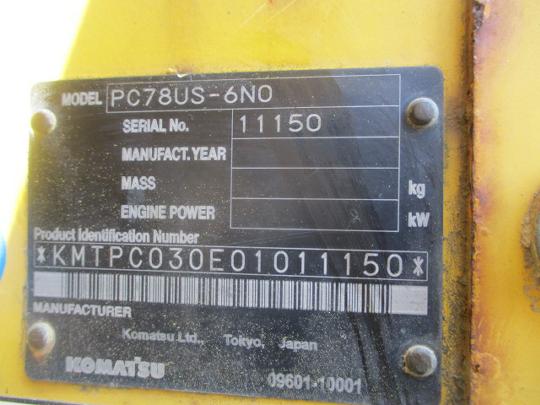 MODEL PC78US-6N0
SERIAL No. 11150
MANUFACT. YEAR
MASS kg
ENGINE POWER kW
Product Identification Number
*KMTPC030E01011150*
MANUFACTURER
Komatsu Ltd., Tokyo, Japan
KOMATSU 09601-10001